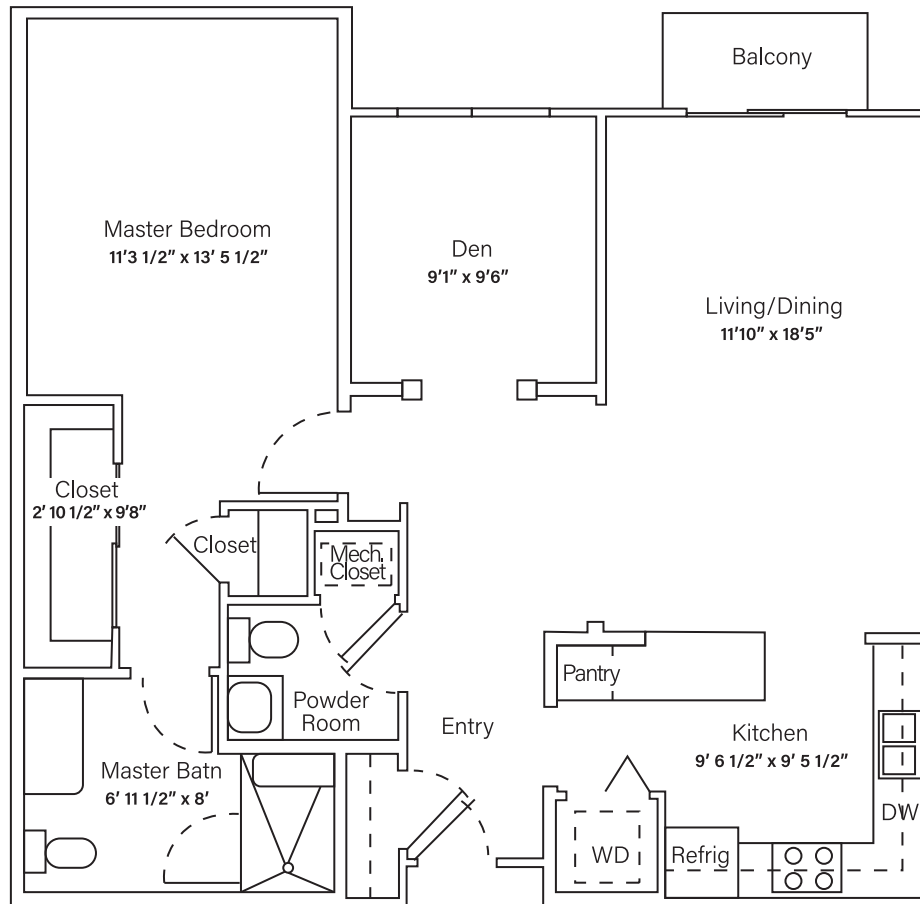 Balcony
Master Bedroom
11'3 1/2" x 13' 5 1/2"
Den
9'1" x 9'6"
Living/Dining
11'10" x 18'5"
Closet
2' 10 1/2" x 9'8"
Closet
Mech.
Closet
Pantry
Powder
Room
Entry
Kitchen
9' 6 1/2" x 9' 5 1/2"
Master Batn
6' 11 1/2" x 8'
DW
WD
Refrig